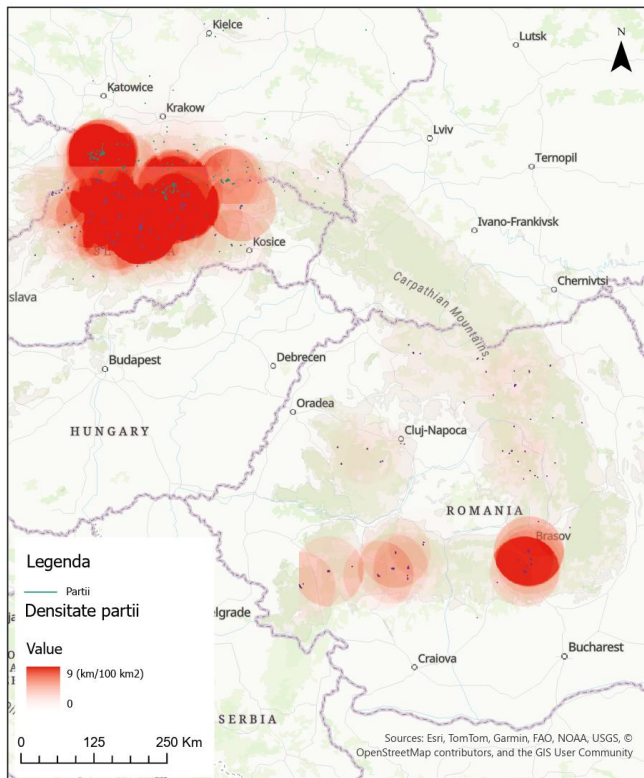 Kielce
Lutsk
N
Katowice
Krakow
Lviv
Ternopil
Ivano-Frankivsk
Kosice
Chernivtsi
slava
Carpathian Mountains
Budapest
Debrecen
Oradea
Cluj-Napoca
HUNGARY
ROMANIA
Brasov
Legenda
Partii
Densitate partii
Value
9 (km/100 km2)
0
elgrade
Craiova
Bucharest
SERBIA
0 125 250 Km
Sources: Esri, TomTom, Garmin, FAO, NOAA, USGS, ©
OpenStreetMap contributors, and the GIS User Community